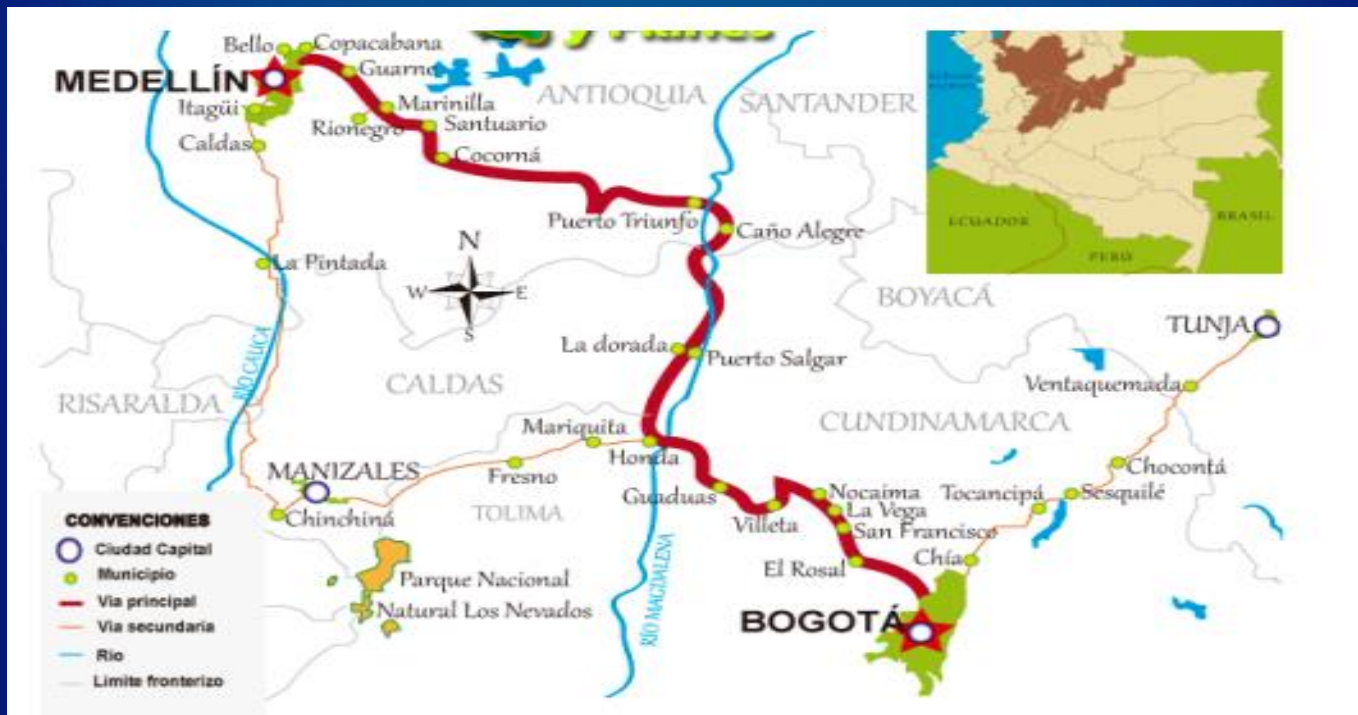 y Planes
Bello
Copacabana
MEDELLÍN
Guarne
ANTIOQUIA
SANTANDER
Itagüi
Marinilla
Rionegro
Santuario
Caldas
Cocorná
Puerto Triunfo
Caño Alegre
ECUADOR
PERÚ
BRASIL
La Pintada
N
W
E
S
BOYACÁ
TUNJA
RÍO CAUCA
La dorada
Puerto Salgar
Ventaquemada
CALDAS
RISARALDA
CUNDINAMARCA
Mariquita
Honda
Chocontá
MANIZALES
Fresno
Guaduas
Nocaima
Tocancipá
Sesquilé
Chinchiná
TOLIMA
Villeta
La Vega
San Francisco
Chía
El Rosal
RÍO MAGDALENA
Parque Nacional
Natural Los Nevados
BOGOTÁ
CONVENCIONES
Ciudad Capital
Municipio
Via principal
Via secundaria
Rio
Limite fronterizo